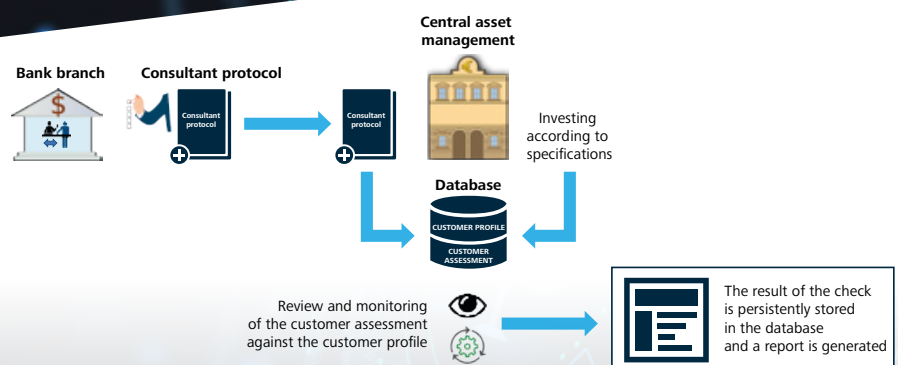 Central asset
management
Bank branch
Consultant protocol
$
Consultant
protocol
Consultant
protocol
Investing
according to
specifications
Database
CUSTOMER PROFILE
CUSTOMER
ASSESSMENT
Review and monitoring
of the customer assessment
against the customer profile
The result of the check
is persistently stored
in the database
and a report is generated